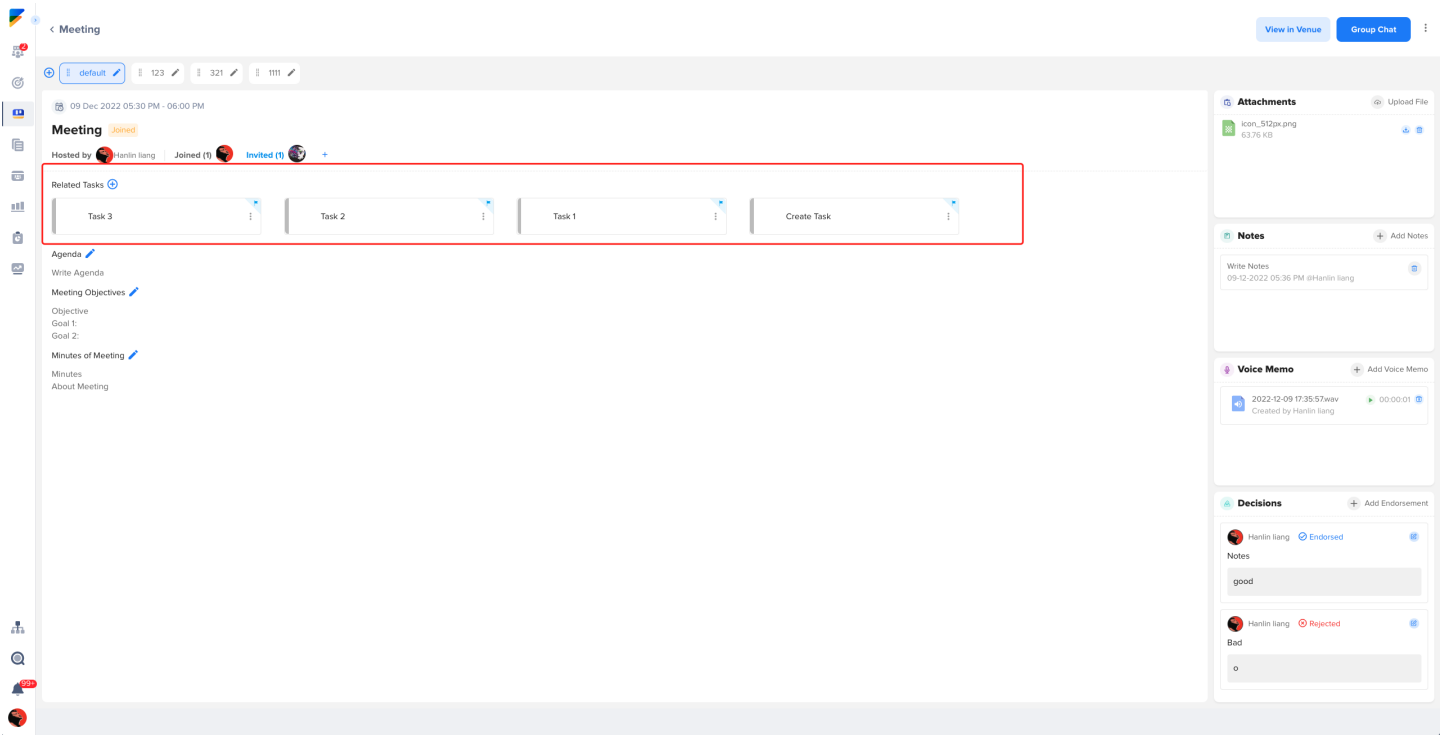 2
Meeting
View in Venue
Group Chat
default
123
321
1111
09 Dec 2022 05:30 PM - 06:00 PM
Meeting Joined
Hosted by Hanlin liang Joined (1) Invited (1) +
Related Tasks
Task 3
Task 2
Task 1
Create Task
Agenda
Write Agenda
Meeting Objectives
Objective
Goal 1:
Goal 2:
Minutes of Meeting
Minutes
About Meeting
Attachments Upload File
icon_512px.png
63.76 KB
Notes + Add Notes
Write Notes
09-12-2022 05:36 PM @Hanlin liang
Voice Memo + Add Voice Memo
2022-12-09 17:35:57.wav 00:00:01
Created by Hanlin liang
Decisions + Add Endorsement
Hanlin liang Endorsed
Notes
good
Hanlin liang Rejected
Bad
o
99+